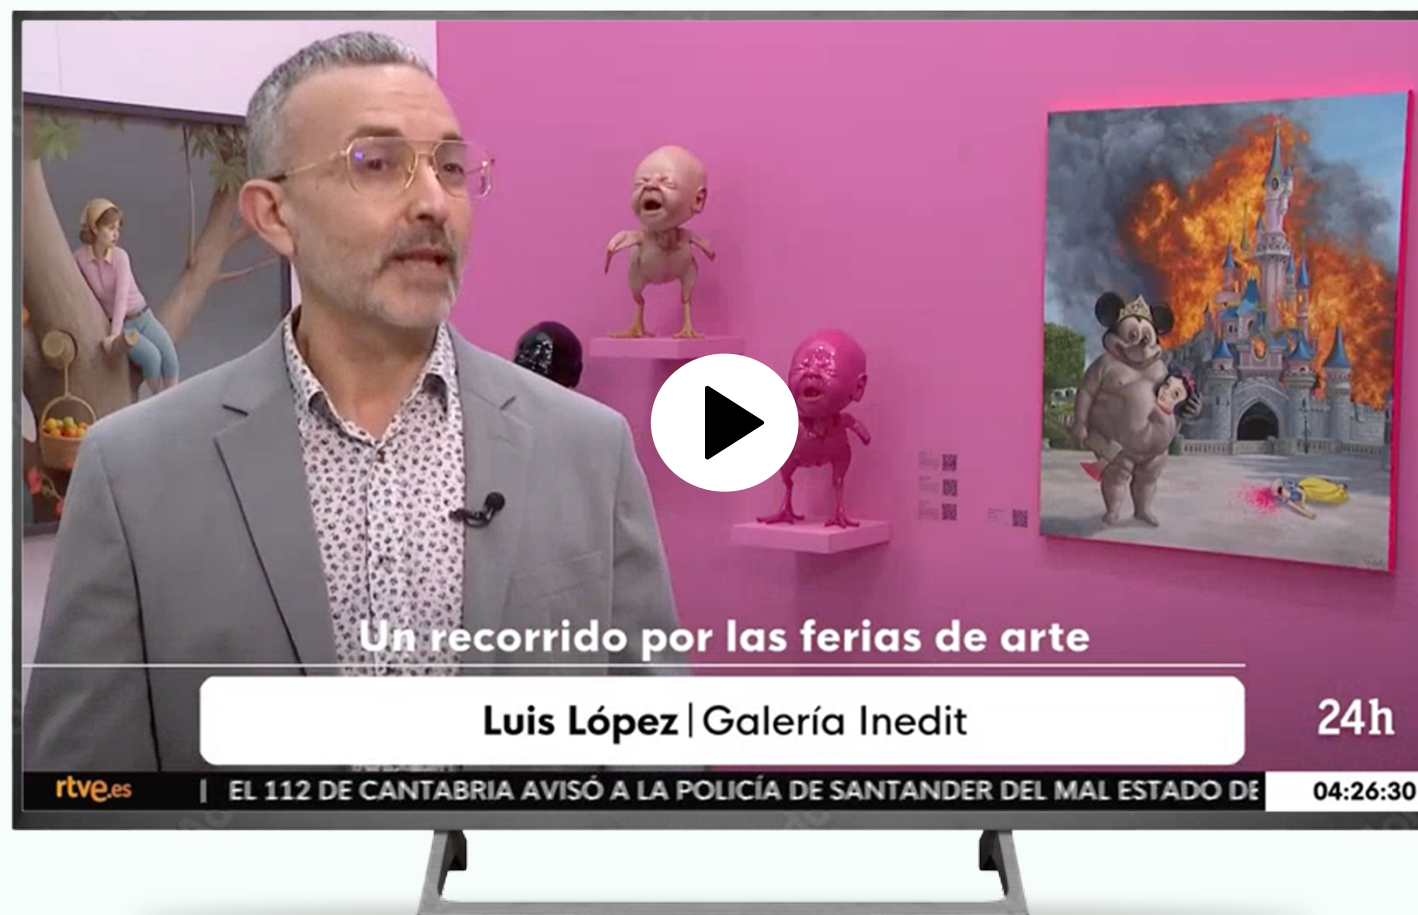 Un recorrido por las ferias de arte
Luis López | Galería Inedit
24h
rtve.es | EL 112 DE CANTABRIA AVISÓ A LA POLICÍA DE SANTANDER DEL MAL ESTADO DE 04:26:30